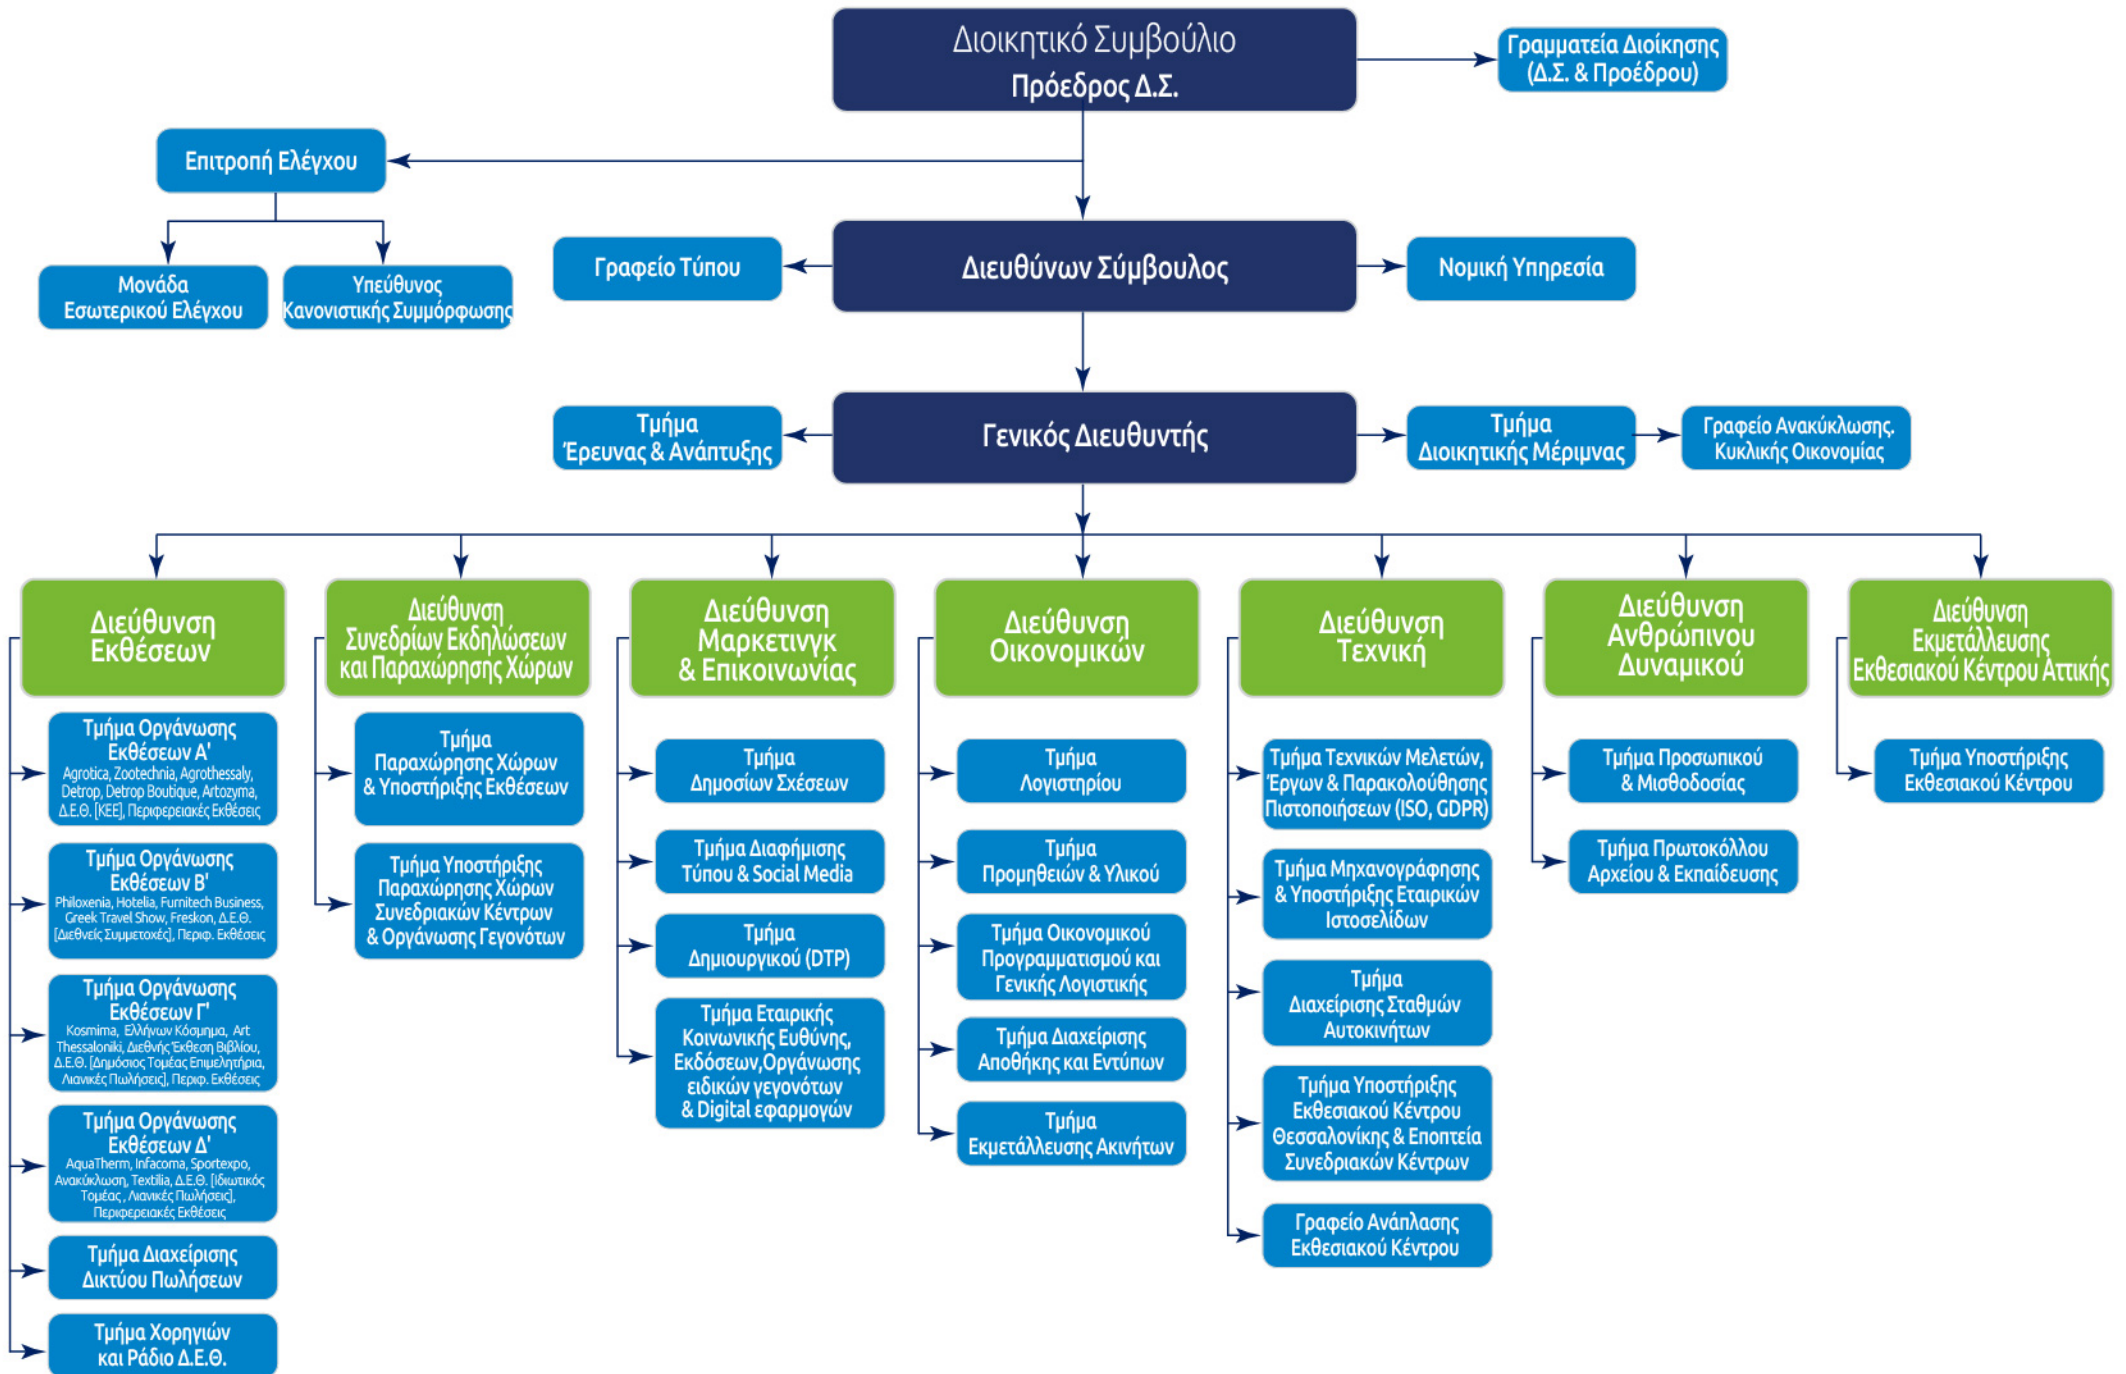 Διοικητικό Συμβούλιο
Πρόεδρος Δ.Σ.
Γραμματεία Διοίκησης
(Δ.Σ. & Προέδρου)
Επιτροπή Ελέγχου
Μονάδα
Εσωτερικού Ελέγχου
Υπεύθυνος
Κανονιστικής Συμμόρφωσης
Γραφείο Τύπου
Διευθύνων Σύμβουλος
Νομική Υπηρεσία
Τμήμα
Έρευνας & Ανάπτυξης
Γενικός Διευθυντής
Τμήμα
Διοικητικής Μέριμνας
Γραφείο Ανακύκλωσης.
Κυκλικής Οικονομίας
Διεύθυνση
Εκθέσεων
Τμήμα Οργάνωσης
Εκθέσεων Α'
Agrotica, Zootechnia, Agrothessaly,
Detrop, Detrop Boutique, Artozyma,
Δ.Ε.Θ. [ΚΕΕ], Περιφερειακές Εκθέσεις
Τμήμα Οργάνωσης
Εκθέσεων Β'
Philoxenia, Hotelia, Furnitech Business,
Greek Travel Show, Freskon, Δ.Ε.Θ.
[Διεθνείς Συμμετοχές], Περιφ. Εκθέσεις
Τμήμα Οργάνωσης
Εκθέσεων Γ'
Kosmima, Ελλήνων Κόσμημα, Art
Thessaloniki, Διεθνής Έκθεση Βιβλίου,
Δ.Ε.Θ. [Δημόσιος Τομέας Επιμελητήρια,
Λιανικές Πωλήσεις], Περιφ. Εκθέσεις
Τμήμα Οργάνωσης
Εκθέσεων Δ'
AquaTherm, Infacoma, Sportexpo,
Ανακύκλωση, Textilia, Δ.Ε.Θ. [Ιδιωτικός
Τομέας , Λιανικές Πωλήσεις],
Περιφερειακές Εκθέσεις
Τμήμα Διαχείρισης
Δικτύου Πωλήσεων
Τμήμα Χορηγιών
και Ράδιο Δ.Ε.Θ.
Διεύθυνση
Συνεδρίων Εκδηλώσεων
και Παραχώρησης Χώρων
Τμήμα
Παραχώρησης Χώρων
& Υποστήριξης Εκθέσεων
Τμήμα Υποστήριξης
Παραχώρησης Χώρων
Συνεδριακών Κέντρων
& Οργάνωσης Γεγονότων
Διεύθυνση
Μαρκετινγκ
& Επικοινωνίας
Τμήμα
Δημοσίων Σχέσεων
Τμήμα Διαφήμισης
Τύπου & Social Media
Τμήμα
Δημιουργικού (DTP)
Τμήμα Εταιρικής
Κοινωνικής Ευθύνης,
Εκδόσεων,Οργάνωσης
ειδικών γεγονότων
& Digital εφαρμογών
Διεύθυνση
Οικονομικών
Τμήμα
Λογιστηρίου
Τμήμα
Προμηθειών & Υλικού
Τμήμα Οικονομικού
Προγραμματισμού και
Γενικής Λογιστικής
Τμήμα Διαχείρισης
Αποθήκης και Εντύπων
Τμήμα
Εκμετάλλευσης Ακινήτων
Διεύθυνση
Τεχνική
Τμήμα Τεχνικών Μελετών,
Έργων & Παρακολούθησης
Πιστοποιήσεων (ISO, GDPR)
Τμήμα Μηχανογράφησης
& Υποστήριξης Εταιρικών
Ιστοσελίδων
Τμήμα
Διαχείρισης Σταθμών
Αυτοκινήτων
Τμήμα Υποστήριξης
Εκθεσιακού Κέντρου
Θεσσαλονίκης & Εποπτεία
Συνεδριακών Κέντρων
Γραφείο Ανάπλασης
Εκθεσιακού Κέντρου
Διεύθυνση
Ανθρώπινου
Δυναμικού
Τμήμα Προσωπικού
& Μισθοδοσίας
Τμήμα Πρωτοκόλλου
Αρχείου & Εκπαίδευσης
Διεύθυνση
Εκμετάλλευσης
Εκθεσιακού Κέντρου Αττικής
Τμήμα Υποστήριξης
Εκθεσιακού Κέντρου